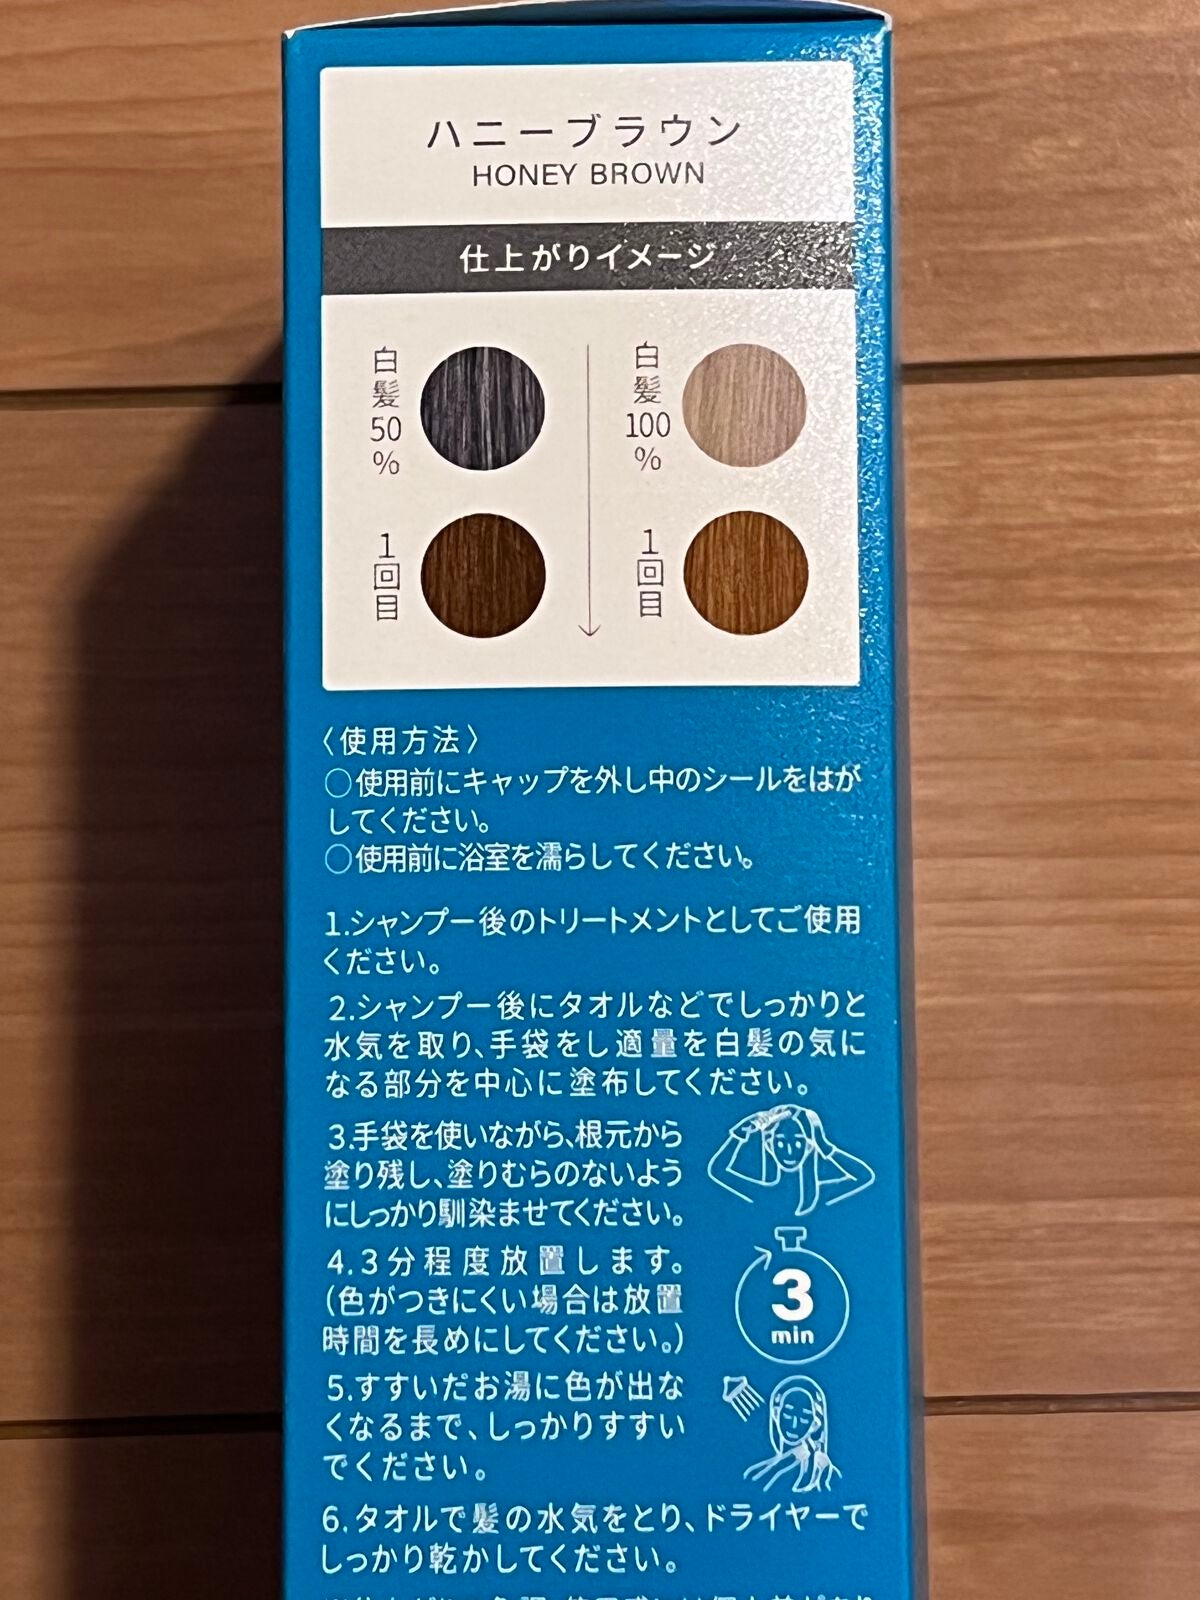 ハニーブラウン
HONEY BROWN
仕上がりイメージ
白髪50%
白髪100%
1回目
1回目
〈使用方法〉
○使用前にキャップを外し中のシールをはが
してください。
○使用前に浴室を濡らしてください。
1.シャンプー後のトリートメントとしてご使用
ください。
2.シャンプー後にタオルなどでしっかりと
水気を取り、手袋をし適量を白髪の気に
なる部分を中心に塗布してください。
3.手袋を使いながら、根元から
塗り残し、塗りむらのないよう
にしっかり馴染ませてください。
4.3分程度放置します。
(色がつきにくい場合は放置
時間を長めにしてください。)
3
min
5.すすいだお湯に色が出な
くなるまで、しっかりすすい
でください。
6.タオルで髪の水気をとり、ドライヤーで
しっかり乾かしてください。